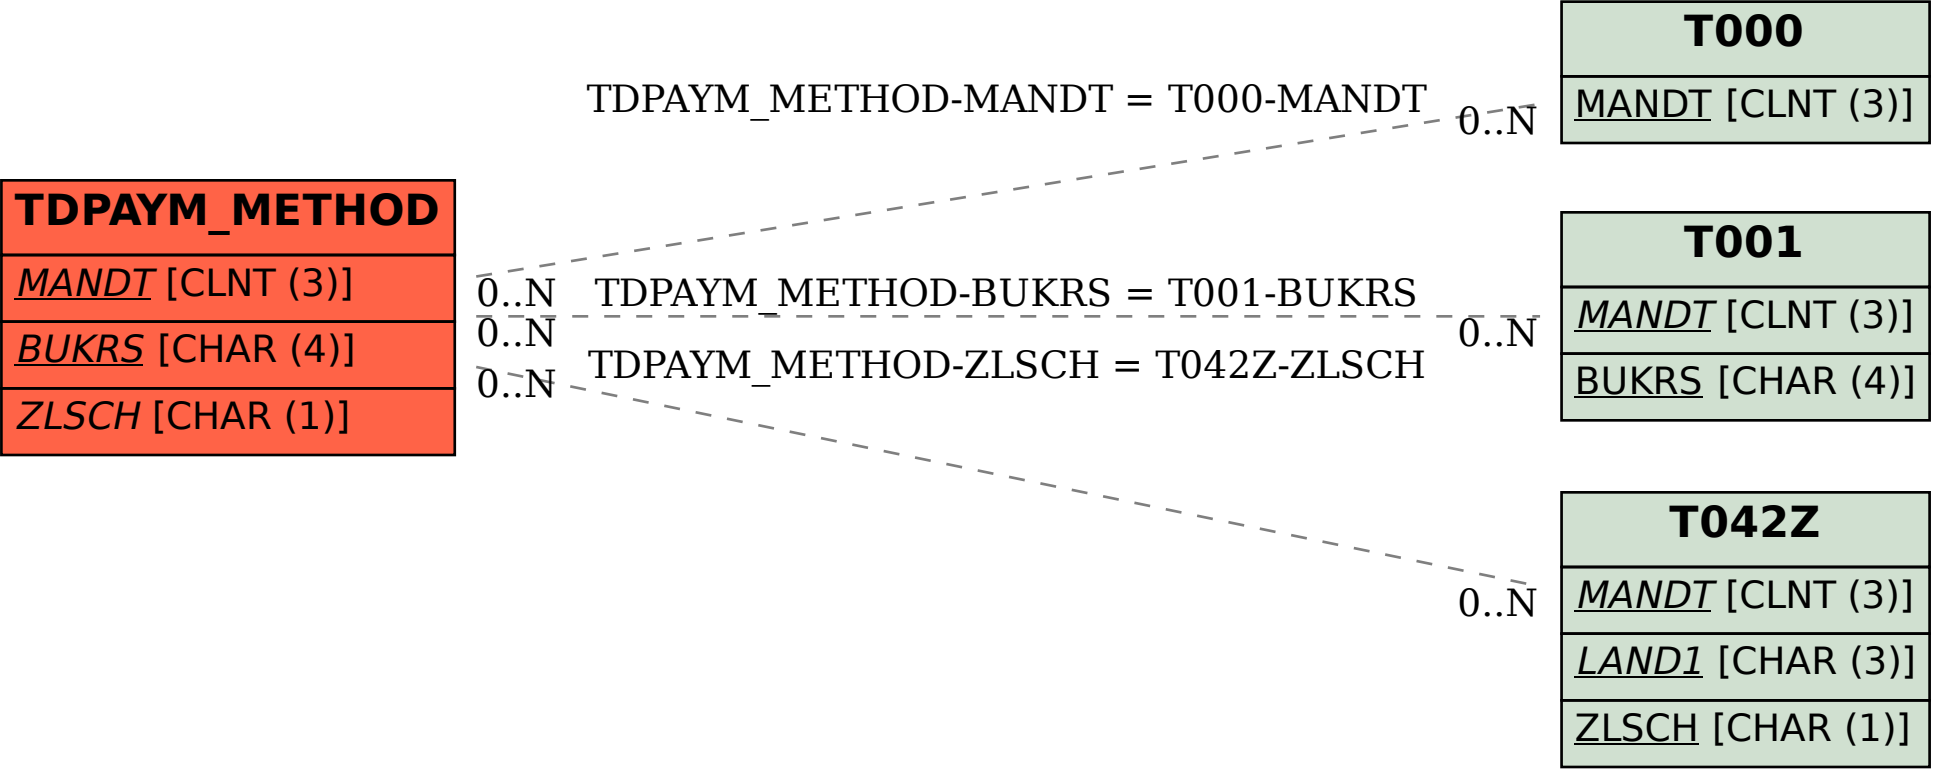 TDPAYM_METHOD
MANDT [CLNT (3)]
BUKRS [CHAR (4)]
ZLSCH [CHAR (1)]
TDPAYM_METHOD-MANDT = T000-MANDT
0..N
0..N
TDPAYM_METHOD-BUKRS = T001-BUKRS
0..N
0..N
TDPAYM_METHOD-ZLSCH = T042Z-ZLSCH
0..N
0..N
T000
MANDT [CLNT (3)]
T001
MANDT [CLNT (3)]
BUKRS [CHAR (4)]
T042Z
MANDT [CLNT (3)]
LAND1 [CHAR (3)]
ZLSCH [CHAR (1)]